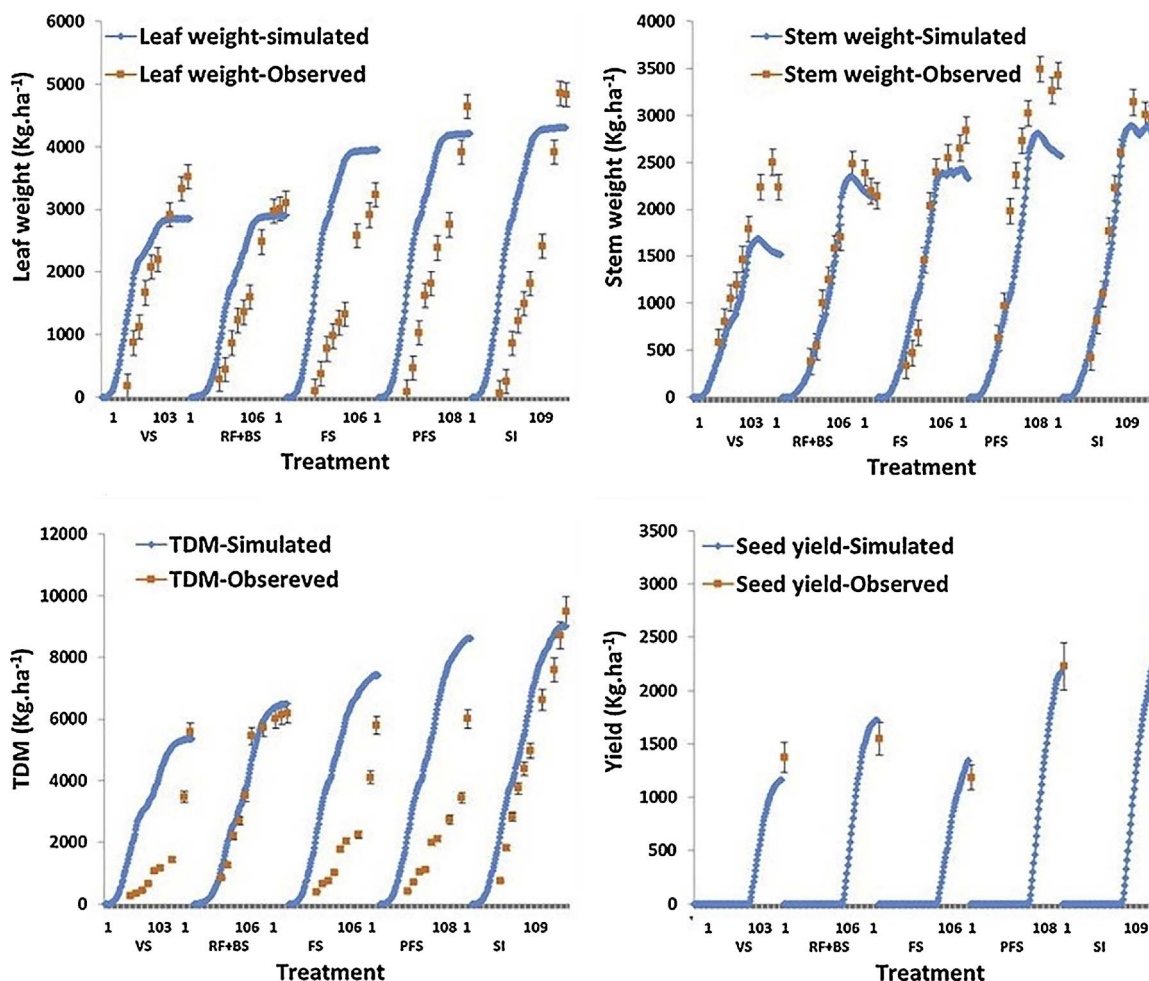 6000
5000
4000
3000
2000
1000
0
Leaf weight (Kg.ha⁻¹)
Leaf weight-simulated
Leaf weight-Observed
1 103 1 106 1 106 1 108 1 109
VS RF+BS FS PFS SI
Treatment
4000
3500
3000
2500
2000
1500
1000
500
0
Stem weight (Kg.ha⁻¹)
Stem weight-Simulated
Stem weight-Observed
1 103 1 106 1 106 1 108 1 109
VS RF+BS FS PFS SI
Treatment
12000
10000
8000
6000
4000
2000
0
TDM (Kg.ha⁻¹)
TDM-Simulated
TDM-Obsereved
1 103 1 106 1 106 1 108 1 109
VS RF+BS FS PFS SI
Treatment
3500
3000
2500
2000
1500
1000
500
0
Yield (Kg.ha⁻¹)
Seed yield-Simulated
Seed yield-Observed
1 103 1 106 1 106 1 108 1 109
VS RF+BS FS PFS SI
Treatment